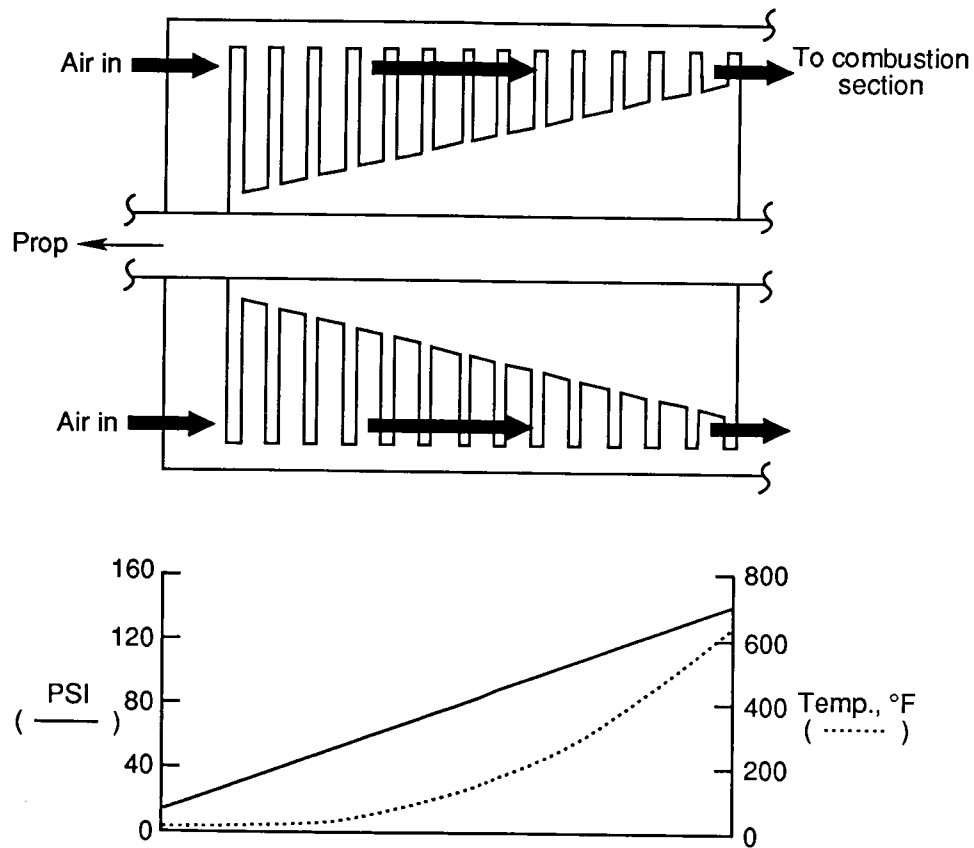 Air in
To combustion
section
Prop
Air in
160
120
80
40
0
PSI
( )
800
600
400
200
0
Temp., °F
( )